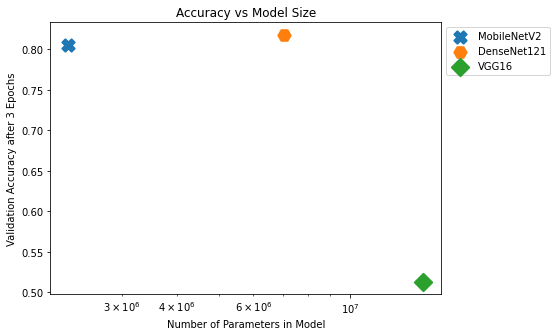 Accuracy vs Model Size
Validation Accuracy after 3 Epochs
0.80
0.75
0.70
0.65
0.60
0.55
0.50
3 × 10⁶
4 × 10⁶
6 × 10⁶
10⁷
Number of Parameters in Model
MobileNetV2
DenseNet121
VGG16